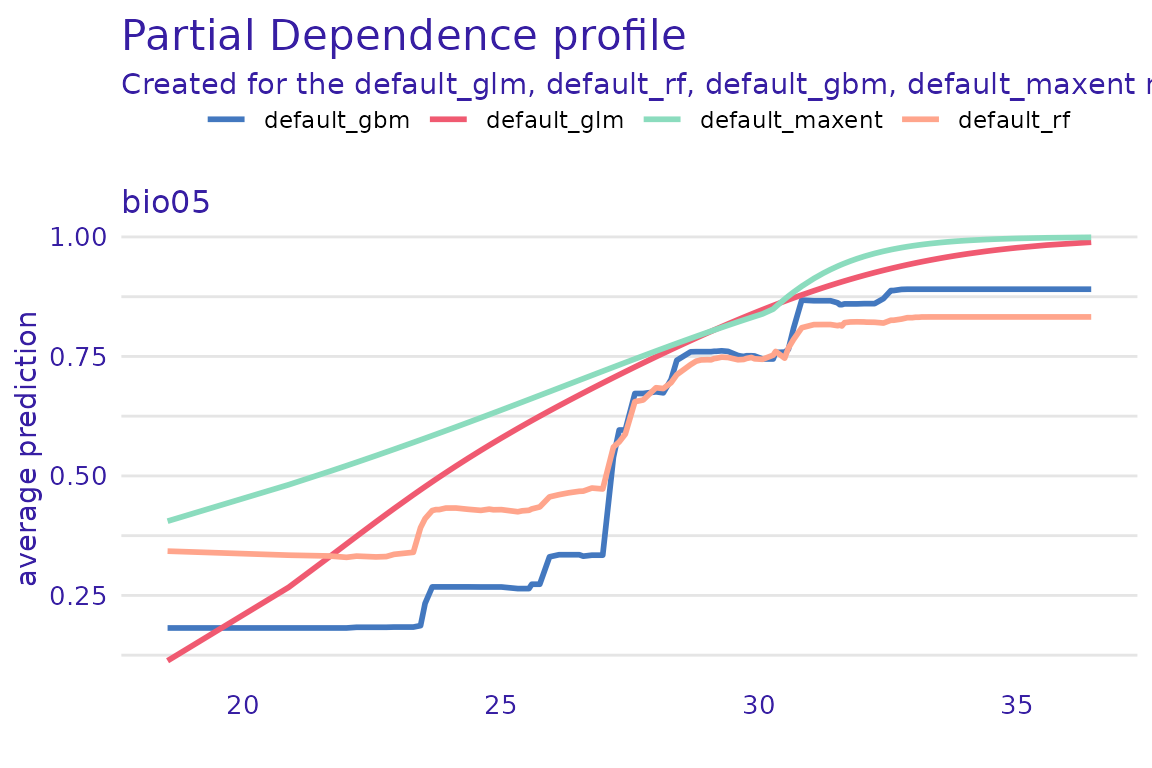 Partial Dependence profile
Created for the default_glm, default_rf, default_gbm, default_maxent
default_gbm default_glm default_maxent default_rf
bio05
1.00
0.75
0.50
0.25
average prediction
20 25 30 35